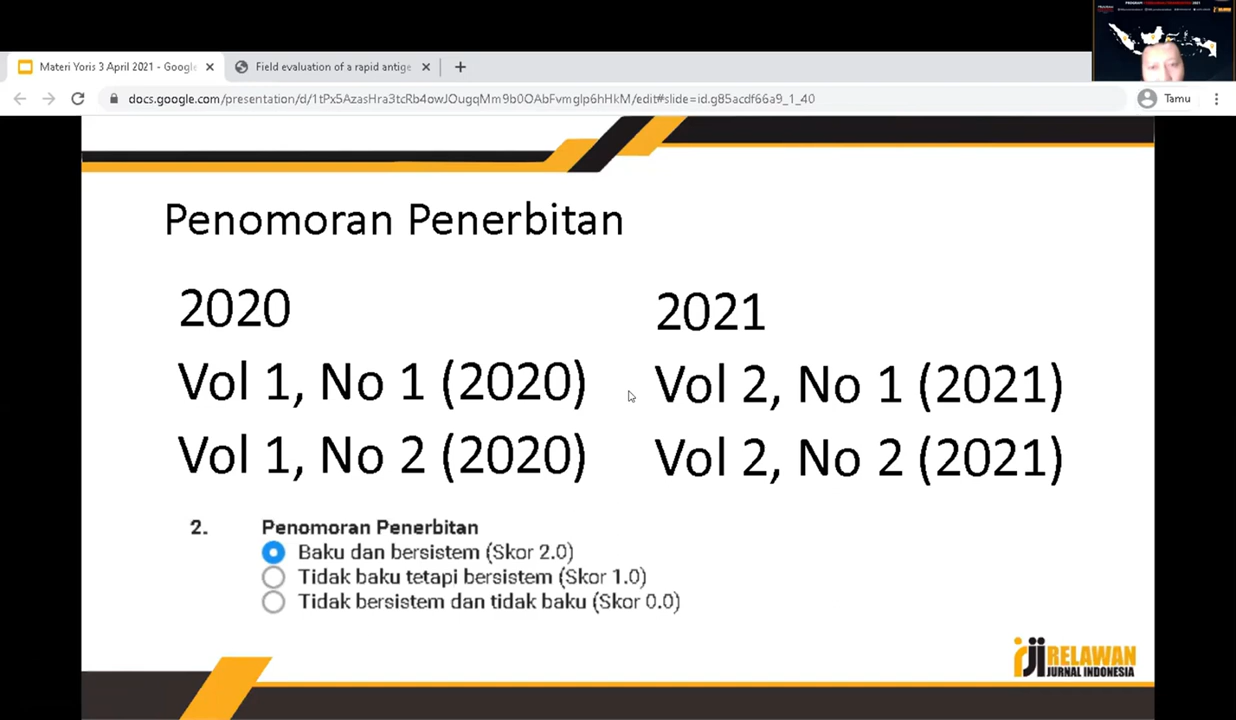 PROGRAM
Materi Yoris 3 April 2021 - Google
Field evaluation of a rapid antige
docs.google.com/presentation/d/1tPx5AzasHra3tcRb4owJOugqMm9b0OAbFvmglp6hHkM/edit#slide=id.g85acdf66a9_1_40
Tamu
Penomoran Penerbitan
2020
Vol 1, No 1 (2020)
Vol 1, No 2 (2020)
2021
Vol 2, No 1 (2021)
Vol 2, No 2 (2021)
2. Penomoran Penerbitan
Baku dan bersistem (Skor 2.0)
Tidak baku tetapi bersistem (Skor 1.0)
Tidak bersistem dan tidak baku (Skor 0.0)
RELAWAN
JURNAL INDONESIA